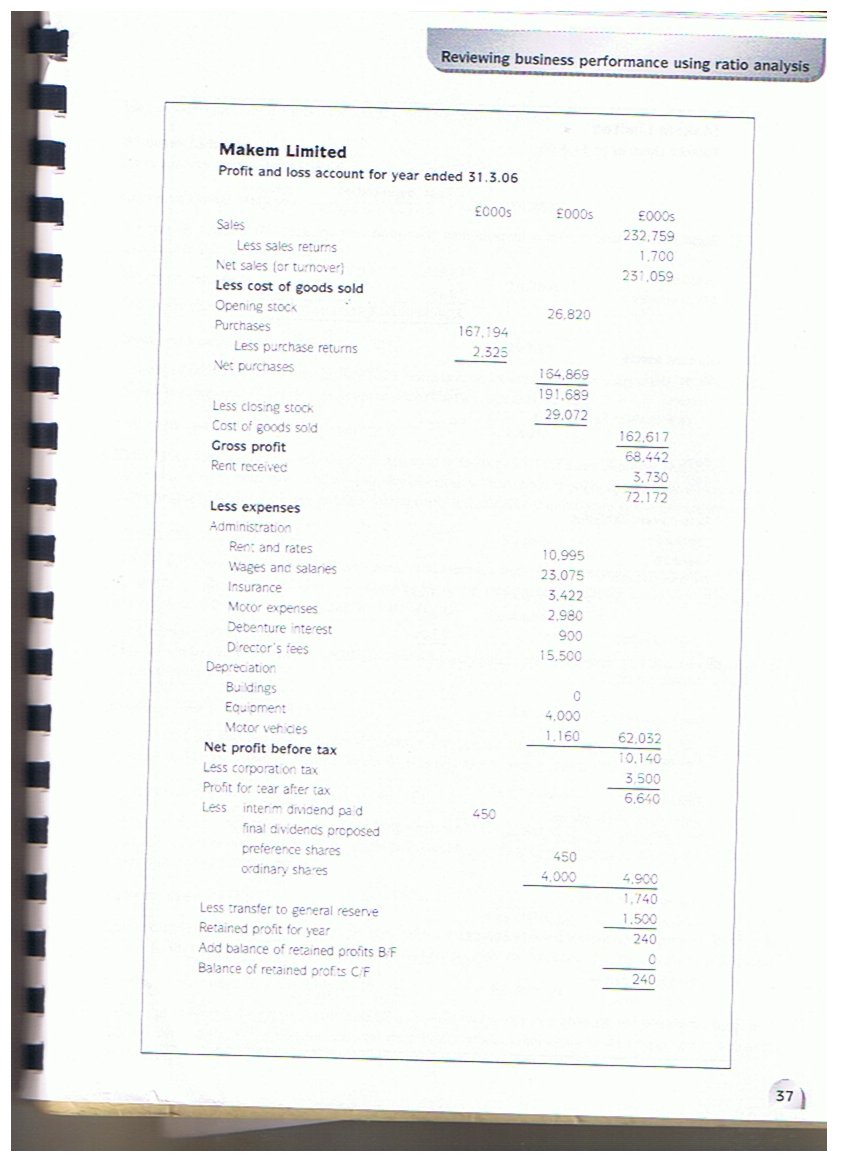 Reviewing business performance using ratio analysis
Makem Limited
Profit and loss account for year ended 31.3.06
£000s £000s £000s
Sales 232,759
Less sales returns 1,700
Net sales (or turnover) 231,059
Less cost of goods sold
Opening stock 26,820
Purchases 167,194
Less purchase returns 2,325
Net purchases 164,869
191,689
Less closing stock 29,072
Cost of goods sold 162,617
Gross profit 68,442
Rent received 3,730
72,172
Less expenses
Administration
Rent and rates 10,995
Wages and salaries 23,075
Insurance 3,422
Motor expenses 2,980
Debenture interest 900
Director's fees 15,500
Depreciation
Buildings 0
Equipment 4,000
Motor vehicles 1,160 62,032
Net profit before tax 10,140
Less corporation tax 3,500
Profit for year after tax 6,640
Less interim dividend paid 450
final dividends proposed
preference shares 450
ordinary shares 4,000 4,900
1,740
Less transfer to general reserve 1,500
Retained profit for year 240
Add balance of retained profits B/F 0
Balance of retained profits C/F 240
37